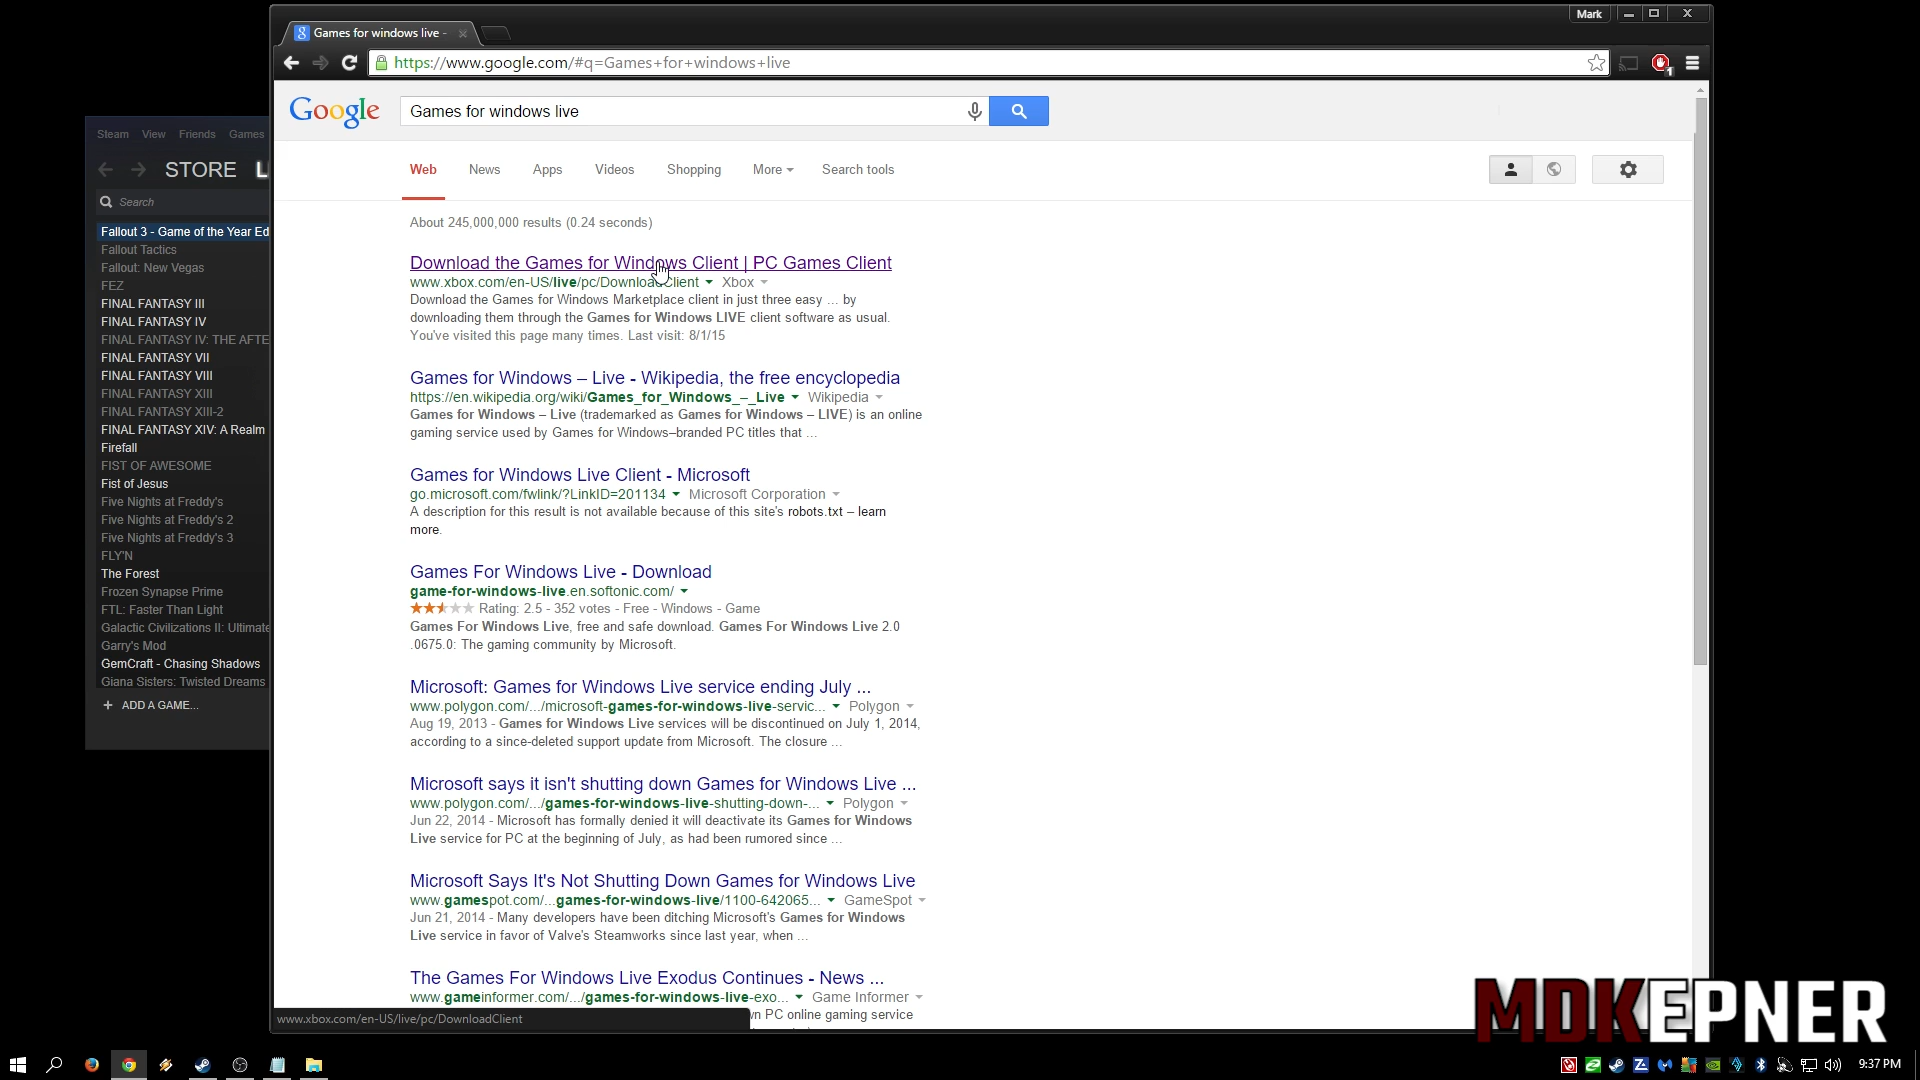 Mark
Games for windows live -
https://www.google.com/#q=Games+for+windows+live
1
Google
Games for windows live
Web News Apps Videos Shopping More Search tools
About 245,000,000 results (0.24 seconds)
Download the Games for Windows Client | PC Games Client
www.xbox.com/en-US/live/pc/DownloadClient Xbox
Download the Games for Windows Marketplace client in just three easy ... by
downloading them through the Games for Windows LIVE client software as usual.
You've visited this page many times. Last visit: 8/1/15
Games for Windows – Live - Wikipedia, the free encyclopedia
https://en.wikipedia.org/wiki/Games_for_Windows_–_Live Wikipedia
Games for Windows – Live (trademarked as Games for Windows – LIVE) is an online
gaming service used by Games for Windows–branded PC titles that ...
Games for Windows Live Client - Microsoft
go.microsoft.com/fwlink/?LinkID=201134 Microsoft Corporation
A description for this result is not available because of this site's robots.txt – learn
more.
Games For Windows Live - Download
game-for-windows-live.en.softonic.com/
Rating: 2.5 - 352 votes - Free - Windows - Game
Games For Windows Live, free and safe download. Games For Windows Live 2.0
.0675.0: The gaming community by Microsoft.
Microsoft: Games for Windows Live service ending July ...
www.polygon.com/.../microsoft-games-for-windows-live-servic... Polygon
Aug 19, 2013 - Games for Windows Live services will be discontinued on July 1, 2014,
according to a since-deleted support update from Microsoft. The closure ...
Microsoft says it isn't shutting down Games for Windows Live ...
www.polygon.com/.../games-for-windows-live-shutting-down-... Polygon
Jun 22, 2014 - Microsoft has formally denied it will deactivate its Games for Windows
Live service for PC at the beginning of July, as had been rumored since ...
Microsoft Says It's Not Shutting Down Games for Windows Live
www.gamespot.com/...games-for-windows-live/1100-642065... GameSpot
Jun 21, 2014 - Many developers have been ditching Microsoft's Games for Windows
Live service in favor of Valve's Steamworks since last year, when ...
The Games For Windows Live Exodus Continues - News ...
www.gameinformer.com/.../games-for-windows-live-exo... Game Informer
PC online gaming service
www.xbox.com/en-US/live/pc/DownloadClient
Steam View Friends Games
STORE
Search
Fallout 3 - Game of the Year Ed
Fallout Tactics
Fallout: New Vegas
FEZ
FINAL FANTASY III
FINAL FANTASY IV
FINAL FANTASY IV: THE AFTE
FINAL FANTASY VII
FINAL FANTASY VIII
FINAL FANTASY XIII
FINAL FANTASY XIII-2
FINAL FANTASY XIV: A Realm
Firefall
FIST OF AWESOME
Fist of Jesus
Five Nights at Freddy's
Five Nights at Freddy's 2
Five Nights at Freddy's 3
FLY'N
The Forest
Frozen Synapse Prime
FTL: Faster Than Light
Galactic Civilizations II: Ultimate
Garry's Mod
GemCraft - Chasing Shadows
Giana Sisters: Twisted Dreams
+ ADD A GAME...
MDKEPNER
9:37 PM